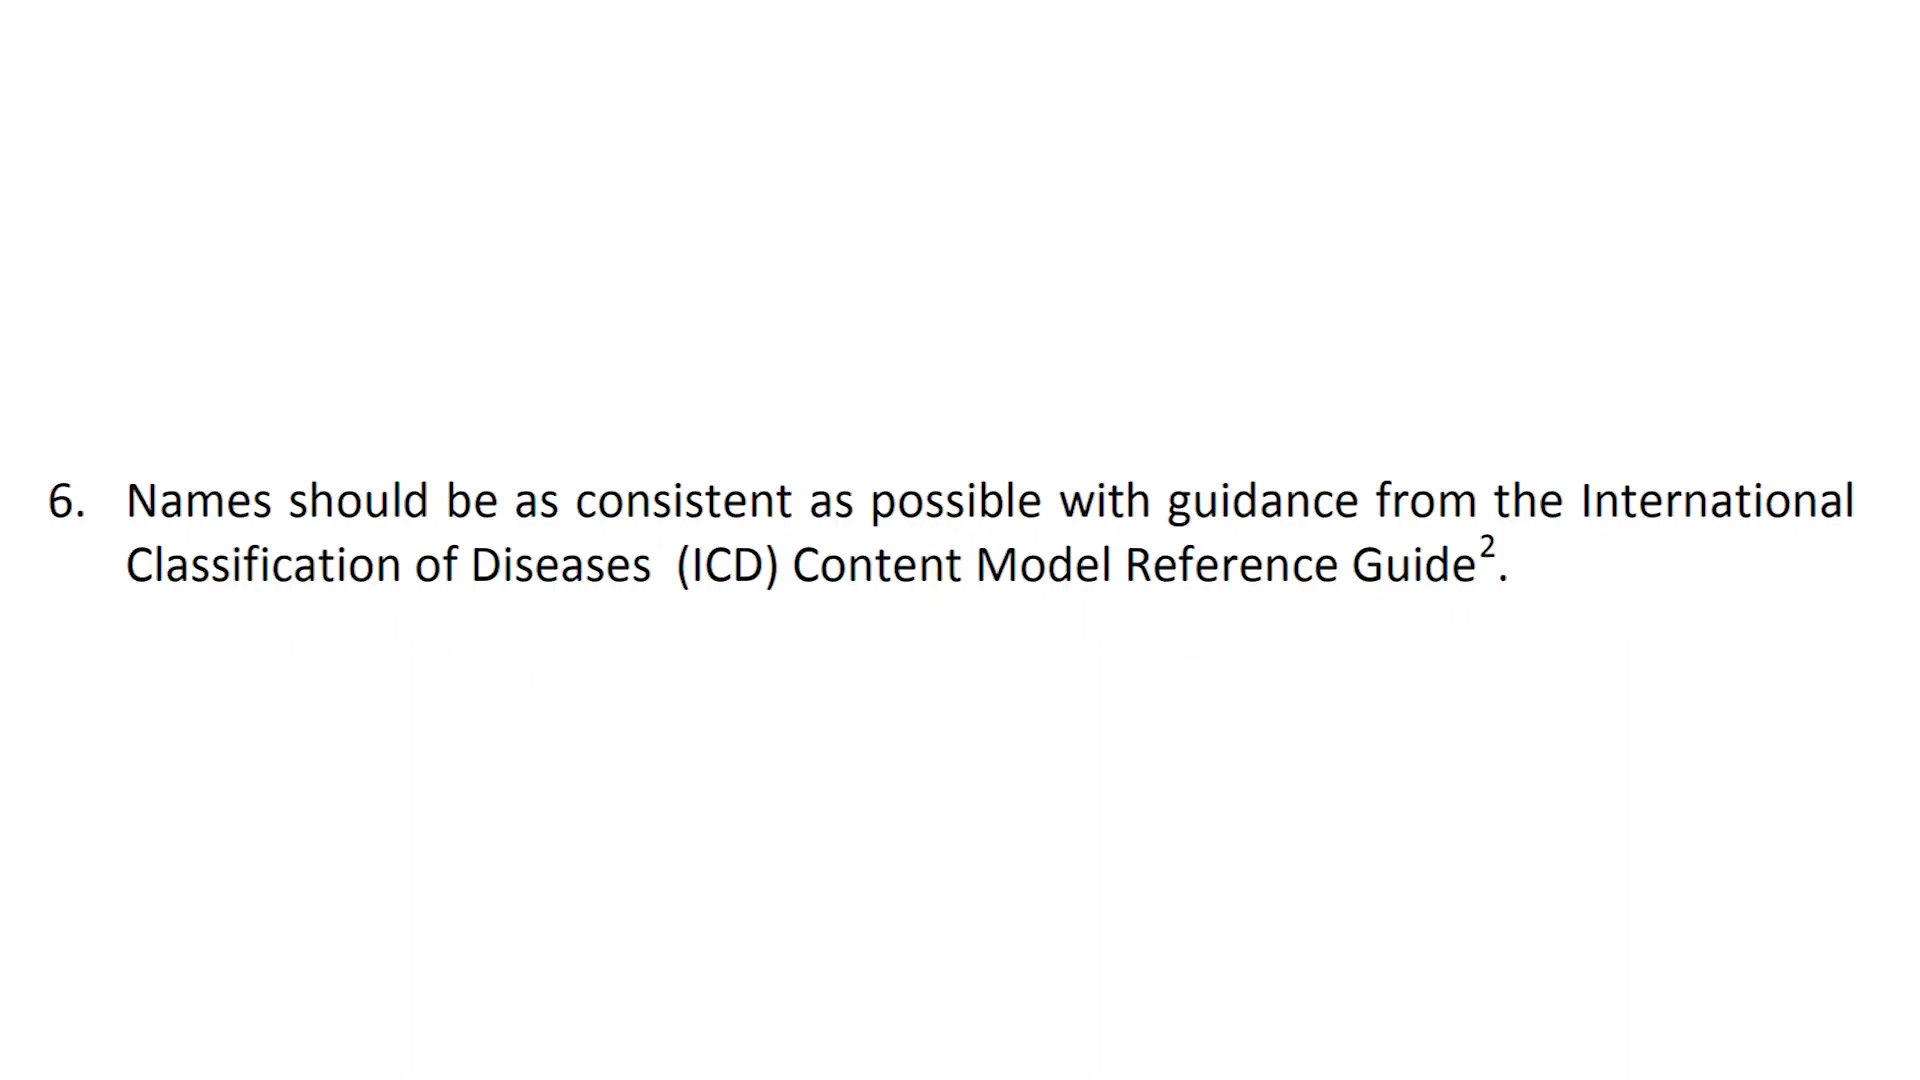 6. Names should be as consistent as possible with guidance from the International
Classification of Diseases  (ICD) Content Model Reference Guide².